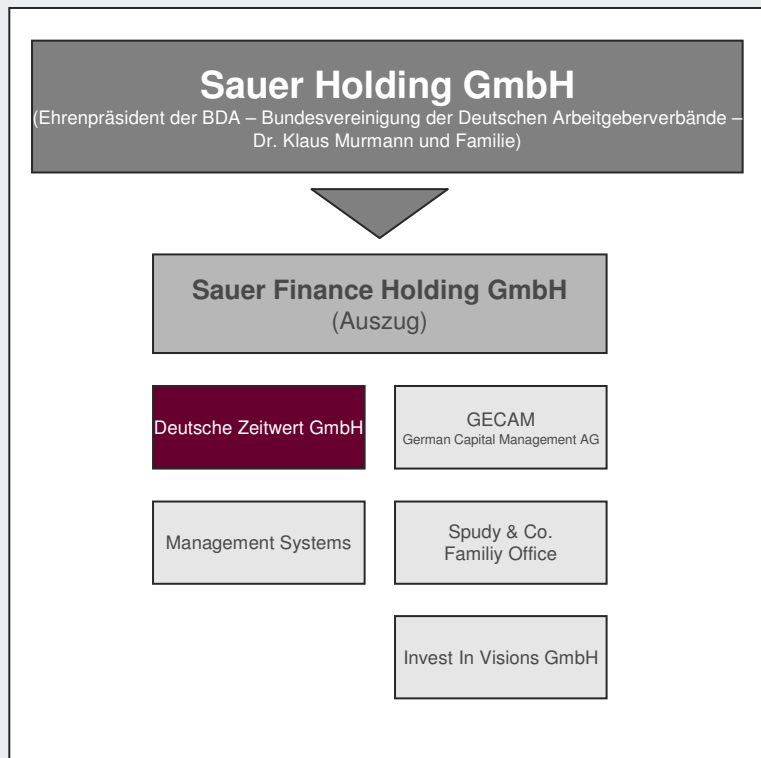 Sauer Holding GmbH
(Ehrenpräsident der BDA – Bundesvereinigung der Deutschen Arbeitgeberverbände –
Dr. Klaus Murmann und Familie)
Sauer Finance Holding GmbH
(Auszug)
Deutsche Zeitwert GmbH
GECAM
German Capital Management AG
Management Systems
Spudy & Co.
Familiy Office
Invest In Visions GmbH